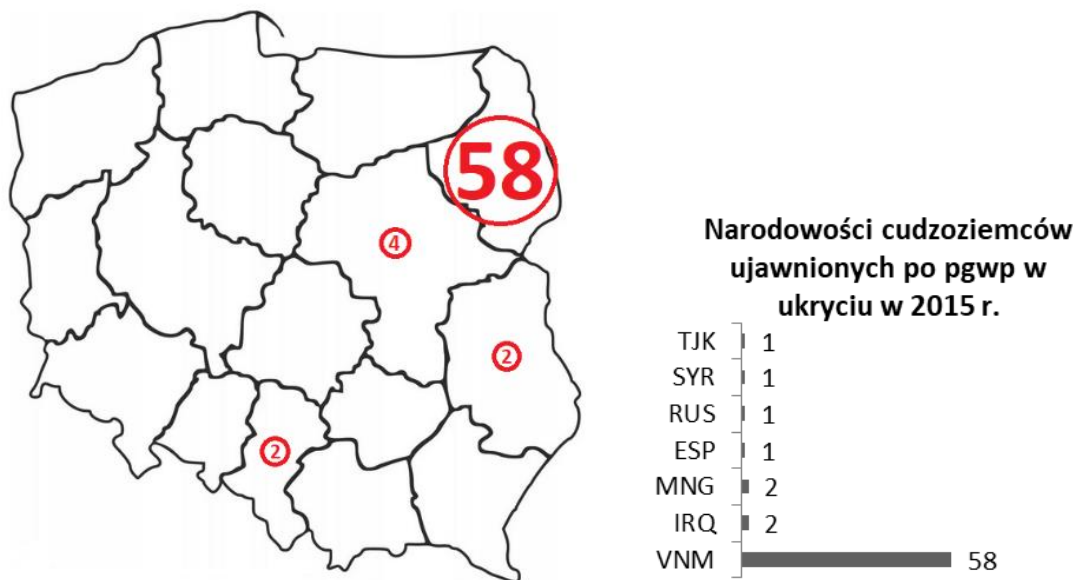 58
4
2
2
Narodowości cudzoziemców
ujawnionych po pgwp w
ukryciu w 2015 r.
TJK 1
SYR 1
RUS 1
ESP 1
MNG 2
IRQ 2
VNM 58